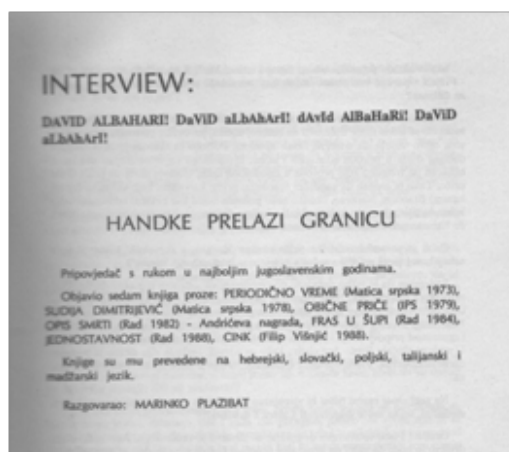 INTERVIEW:
DAVID ALBAHARI! DaViD aLbAhArI! dAvId AlBaHaRi! DaViD
aLbAhArI!
HANDKE PRELAZI GRANICU
Pripovjedač s rukom u najboljim jugoslavenskim godinama.
Objavio sedam knjiga proze: PERIODIČNO VREME (Matica srpska 1973),
SUDIJA DIMITRIJEVIĆ (Matica srpska 1978), OBIČNE PRIČE (IPS 1979),
OPIS SMRTI (Rad 1982) - Andrićeva nagrada, FRAS U ŠUPI (Rad 1984),
JEDNOSTAVNOST (Rad 1988), CINK (Filip Višnjić 1988).
Knjige su mu prevedene na hebrejski, slovački, poljski, talijanski i
madžarski jezik.
Razgovarao: MARINKO PLAZIBAT